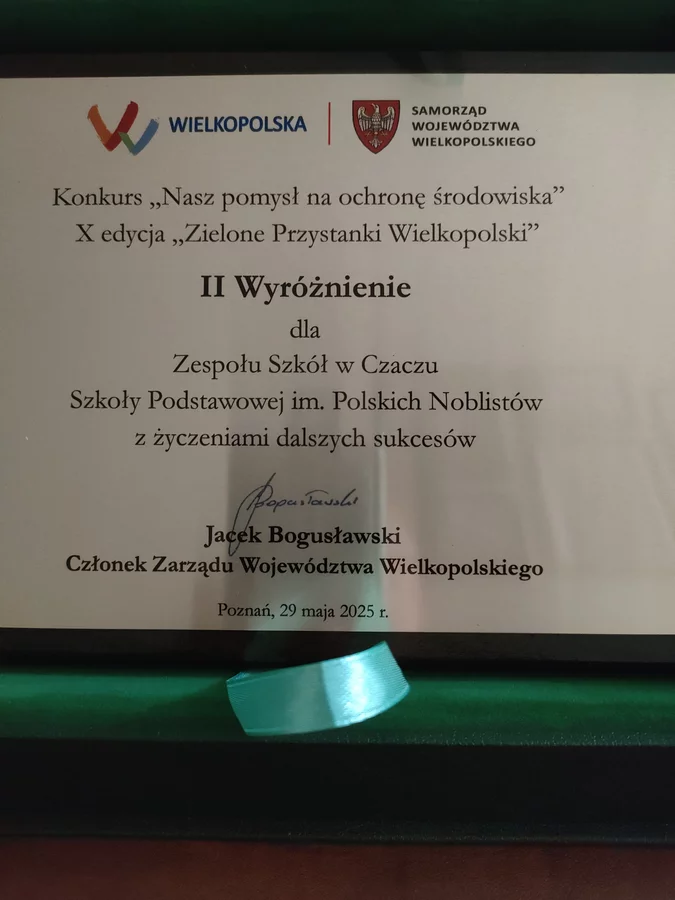 WIELKOPOLSKA
SAMORZĄD
WOJEWÓDZTWA
WIELKOPOLSKIEGO
Konkurs „Nasz pomysł na ochronę środowiska”
X edycja „Zielone Przystanki Wielkopolski”
II Wyróżnienie
dla
Zespołu Szkół w Czaczu
Szkoły Podstawowej im. Polskich Noblistów
z życzeniami dalszych sukcesów
JBogusławski
Jacek Bogusławski
Członek Zarządu Województwa Wielkopolskiego
Poznań, 29 maja 2025 r.